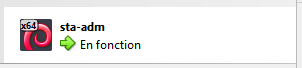 x64
sta-adm
En fonction